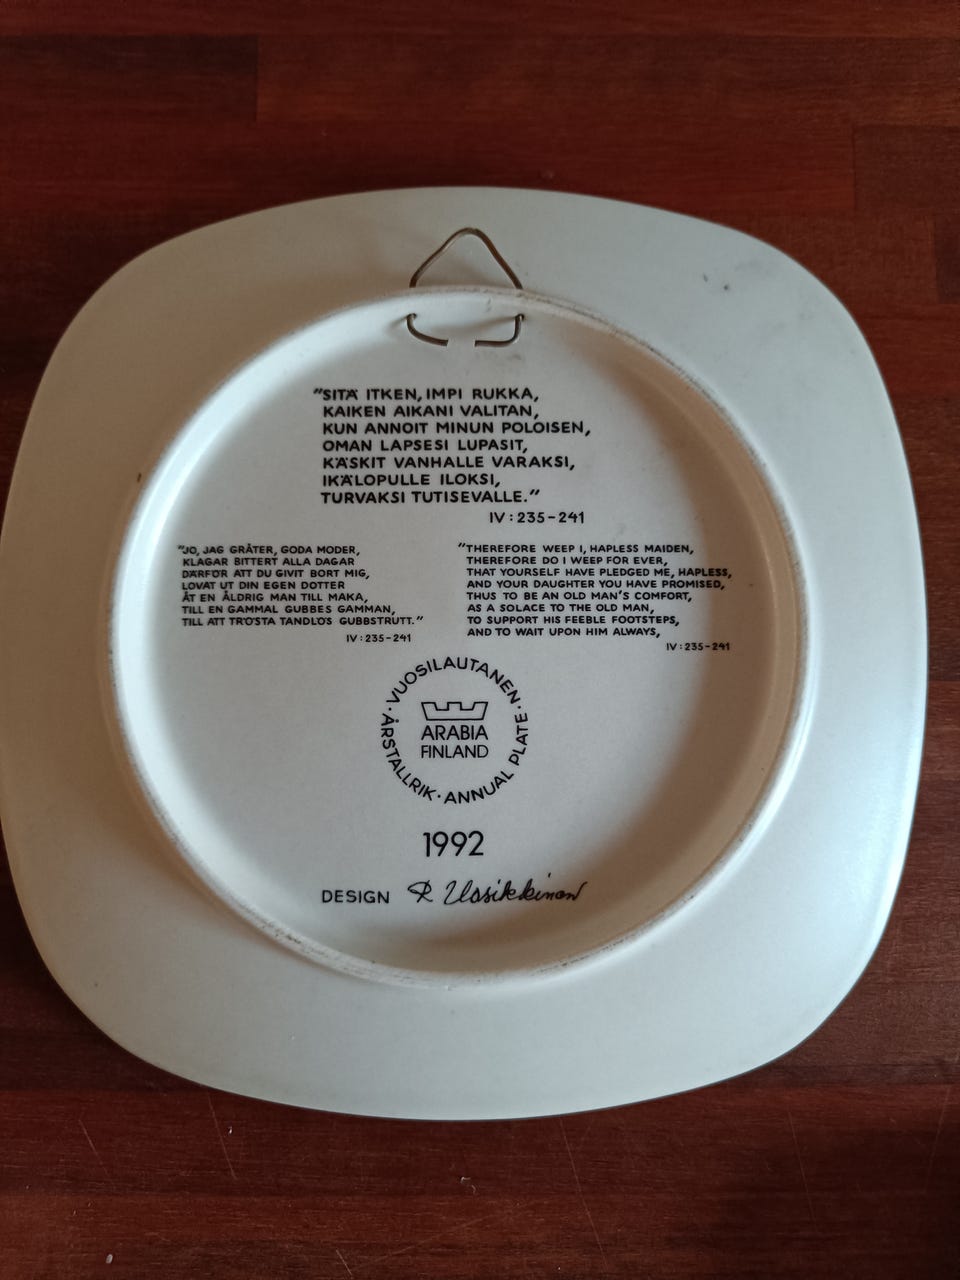 "SITÄ ITKEN, IMPI RUKKA,
KAIKEN AIKANI VALITAN,
KUN ANNOIT MINUN POLOISEN,
OMAN LAPSESI LUPASIT,
KÄSKIT VANHALLE VARAKSI,
IKÄLOPULLE ILOKSI,
TURVAKSI TUTISEVALLE."
IV: 235-241
"JO, JAG GRÅTER, GODA MODER,
KLAGAR BITTERT ALLA DAGAR
DÄRFÖR ATT DU GIVIT BORT MIG,
LOVAT UT DIN EGEN DOTTER
ÅT EN ÅLDRIG MAN TILL MAKA,
TILL EN GAMMAL GUBBES GAMMAN,
TILL ATT TRÖSTA TANDLÖS GUBBSTRUTT."
IV: 235-241
"THEREFORE WEEP I, HAPLESS MAIDEN,
THEREFORE DO I WEEP FOR EVER,
THAT YOURSELF HAVE PLEDGED ME, HAPLESS,
AND YOUR DAUGHTER YOU HAVE PROMISED,
THUS TO BE AN OLD MAN'S COMFORT,
AS A SOLACE TO THE OLD MAN,
TO SUPPORT HIS FEEBLE FOOTSTEPS,
AND TO WAIT UPON HIM ALWAYS,
IV: 235-241
· VUOSILAUTANEN · ANNUAL PLATE · ÅRSTALLRIK
ARABIA
FINLAND
1992
DESIGN R Uosikkinen